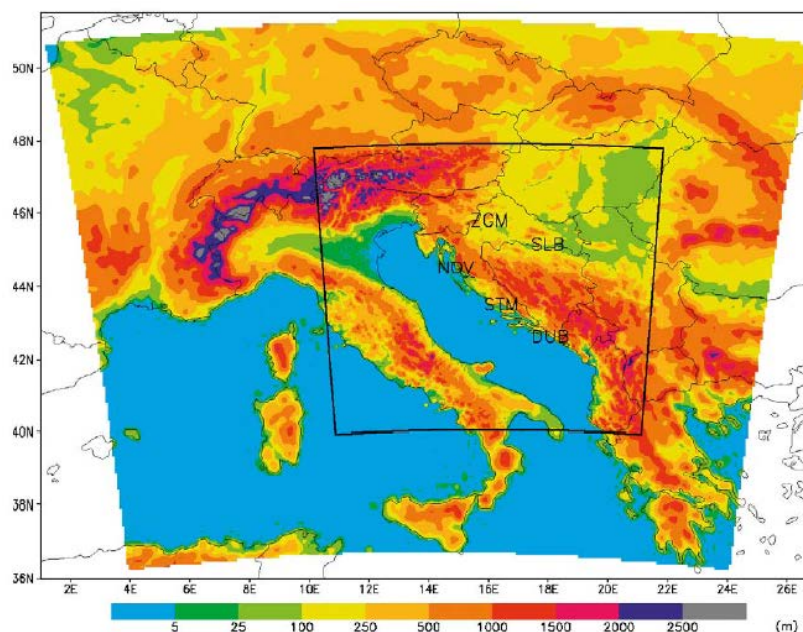 50N
48N
46N
44N
42N
40N
38N
36N
ZGM
SLB
NOV
STM
DUB
2E 4E 6E 8E 10E 12E 14E 16E 18E 20E 22E 24E 26E
5 25 100 250 500 1000 1500 2000 2500 (m)